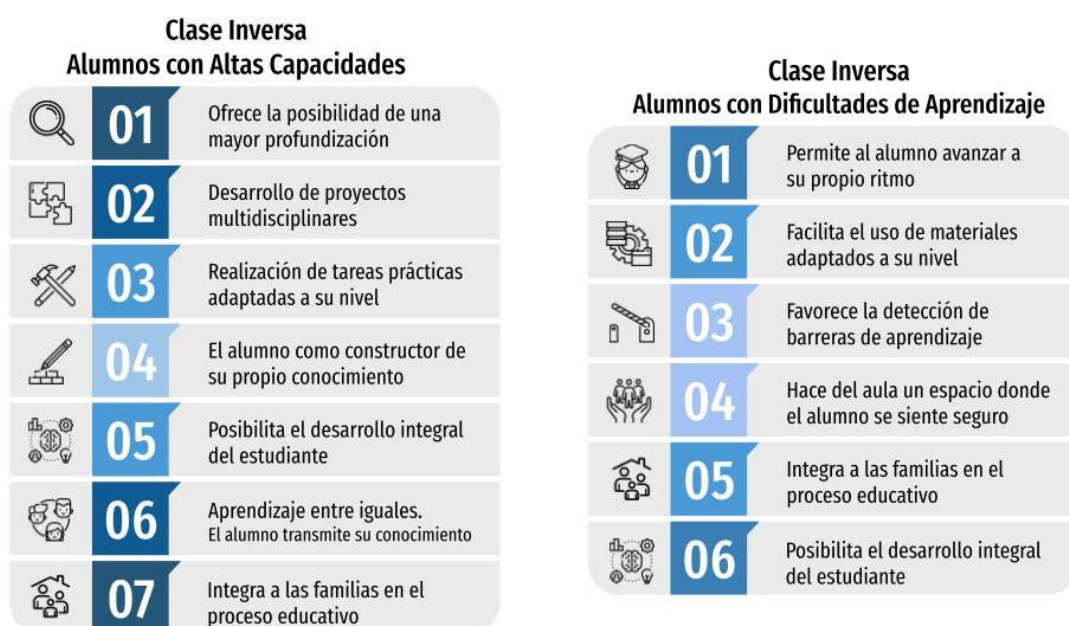 Clase Inversa
Alumnos con Altas Capacidades
01
Ofrece la posibilidad de una
mayor profundización
02
Desarrollo de proyectos
multidisciplinares
03
Realización de tareas prácticas
adaptadas a su nivel
04
El alumno como constructor de
su propio conocimiento
05
Posibilita el desarrollo integral
del estudiante
06
Aprendizaje entre iguales.
El alumno transmite su conocimiento
07
Integra a las familias en el
proceso educativo
Clase Inversa
Alumnos con Dificultades de Aprendizaje
01
Permite al alumno avanzar a
su propio ritmo
02
Facilita el uso de materiales
adaptados a su nivel
03
Favorece la detección de
barreras de aprendizaje
04
Hace del aula un espacio donde
el alumno se siente seguro
05
Integra a las familias en el
proceso educativo
06
Posibilita el desarrollo integral
del estudiante